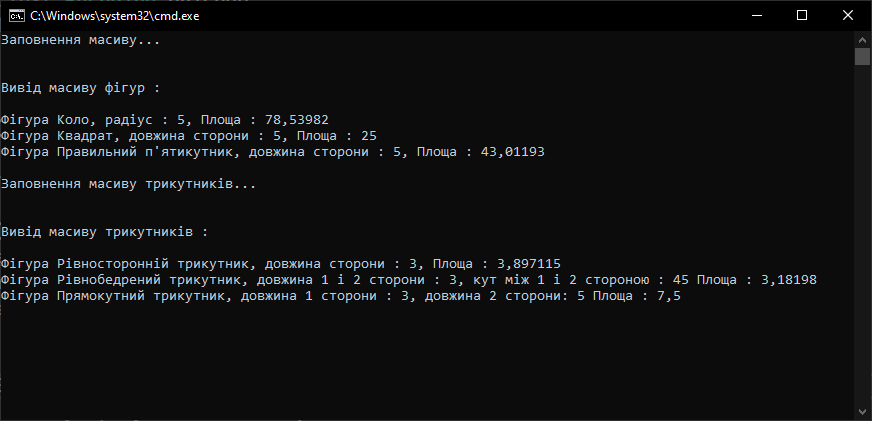 C:\Windows\system32\cmd.exe
Заповнення масиву...
Вивід масиву фігур :
Фігура Коло, радіус : 5, Площа : 78,53982
Фігура Квадрат, довжина сторони : 5, Площа : 25
Фігура Правильний п'ятикутник, довжина сторони : 5, Площа : 43,01193
Заповнення масиву трикутників...
Вивід масиву трикутників :
Фігура Рівносторонній трикутник, довжина сторони : 3, Площа : 3,897115
Фігура Рівнобедрений трикутник, довжина 1 і 2 сторони : 3, кут між 1 і 2 стороною : 45 Площа : 3,18198
Фігура Прямокутний трикутник, довжина 1 сторони : 3, довжина 2 сторони: 5 Площа : 7,5